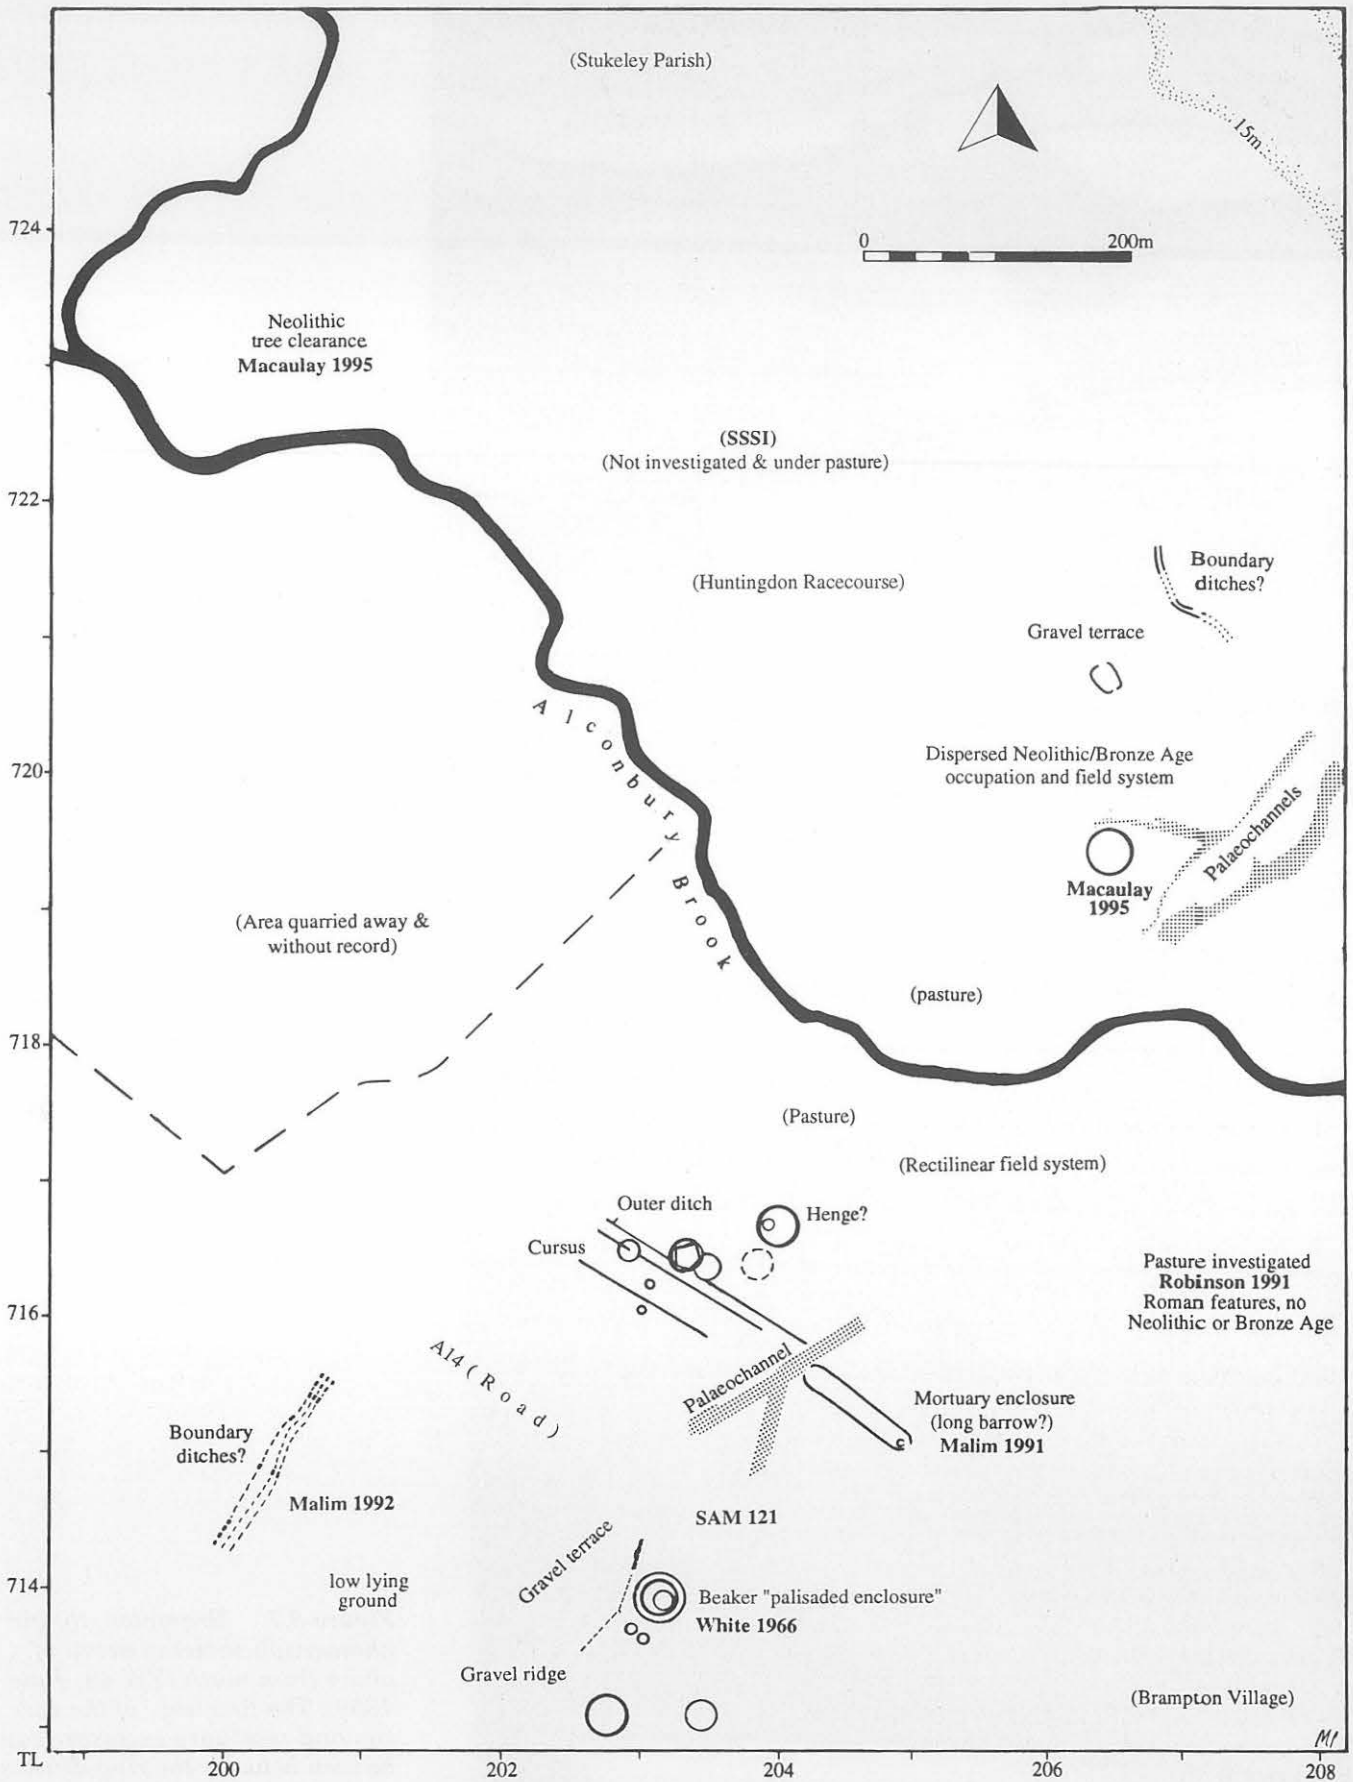 (Stukeley Parish)
15m
724
0 200m
Neolithic
tree clearance
Macaulay 1995
(SSSI)
(Not investigated & under pasture)
722
(Huntingdon Racecourse)
Boundary
ditches?
Gravel terrace
Alconbury Brook
720
Dispersed Neolithic/Bronze Age
occupation and field system
Palaeochannels
Macaulay
1995
(Area quarried away &
without record)
(pasture)
718
(Pasture)
(Rectilinear field system)
Outer ditch
Henge?
Cursus
Pasture investigated
Robinson 1991
Roman features, no
Neolithic or Bronze Age
716
A14 (Road)
Palaeochannel
Mortuary enclosure
(long barrow?)
Malim 1991
Boundary
ditches?
Malim 1992
SAM 121
Gravel terrace
714
low lying
ground
Beaker "palisaded enclosure"
White 1966
Gravel ridge
(Brampton Village)
MI
TL
200 202 204 206 208